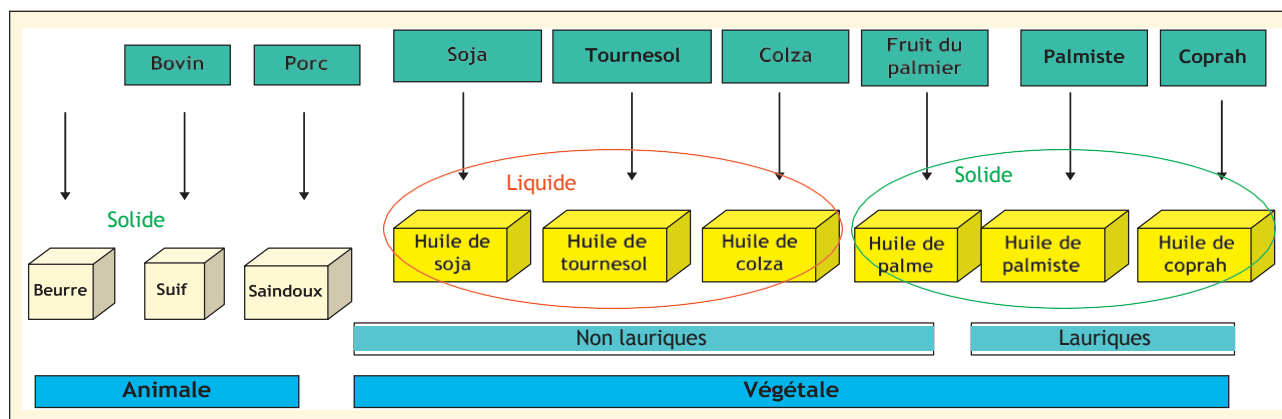 Bovin
Porc
Soja
Tournesol
Colza
Fruit du
palmier
Palmiste
Coprah
Solide
Liquide
Solide
Beurre
Suif
Saindoux
Huile de
soja
Huile de
tournesol
Huile de
colza
Huile de
palme
Huile de
palmiste
Huile de
coprah
Non lauriques
Lauriques
Animale
Végétale